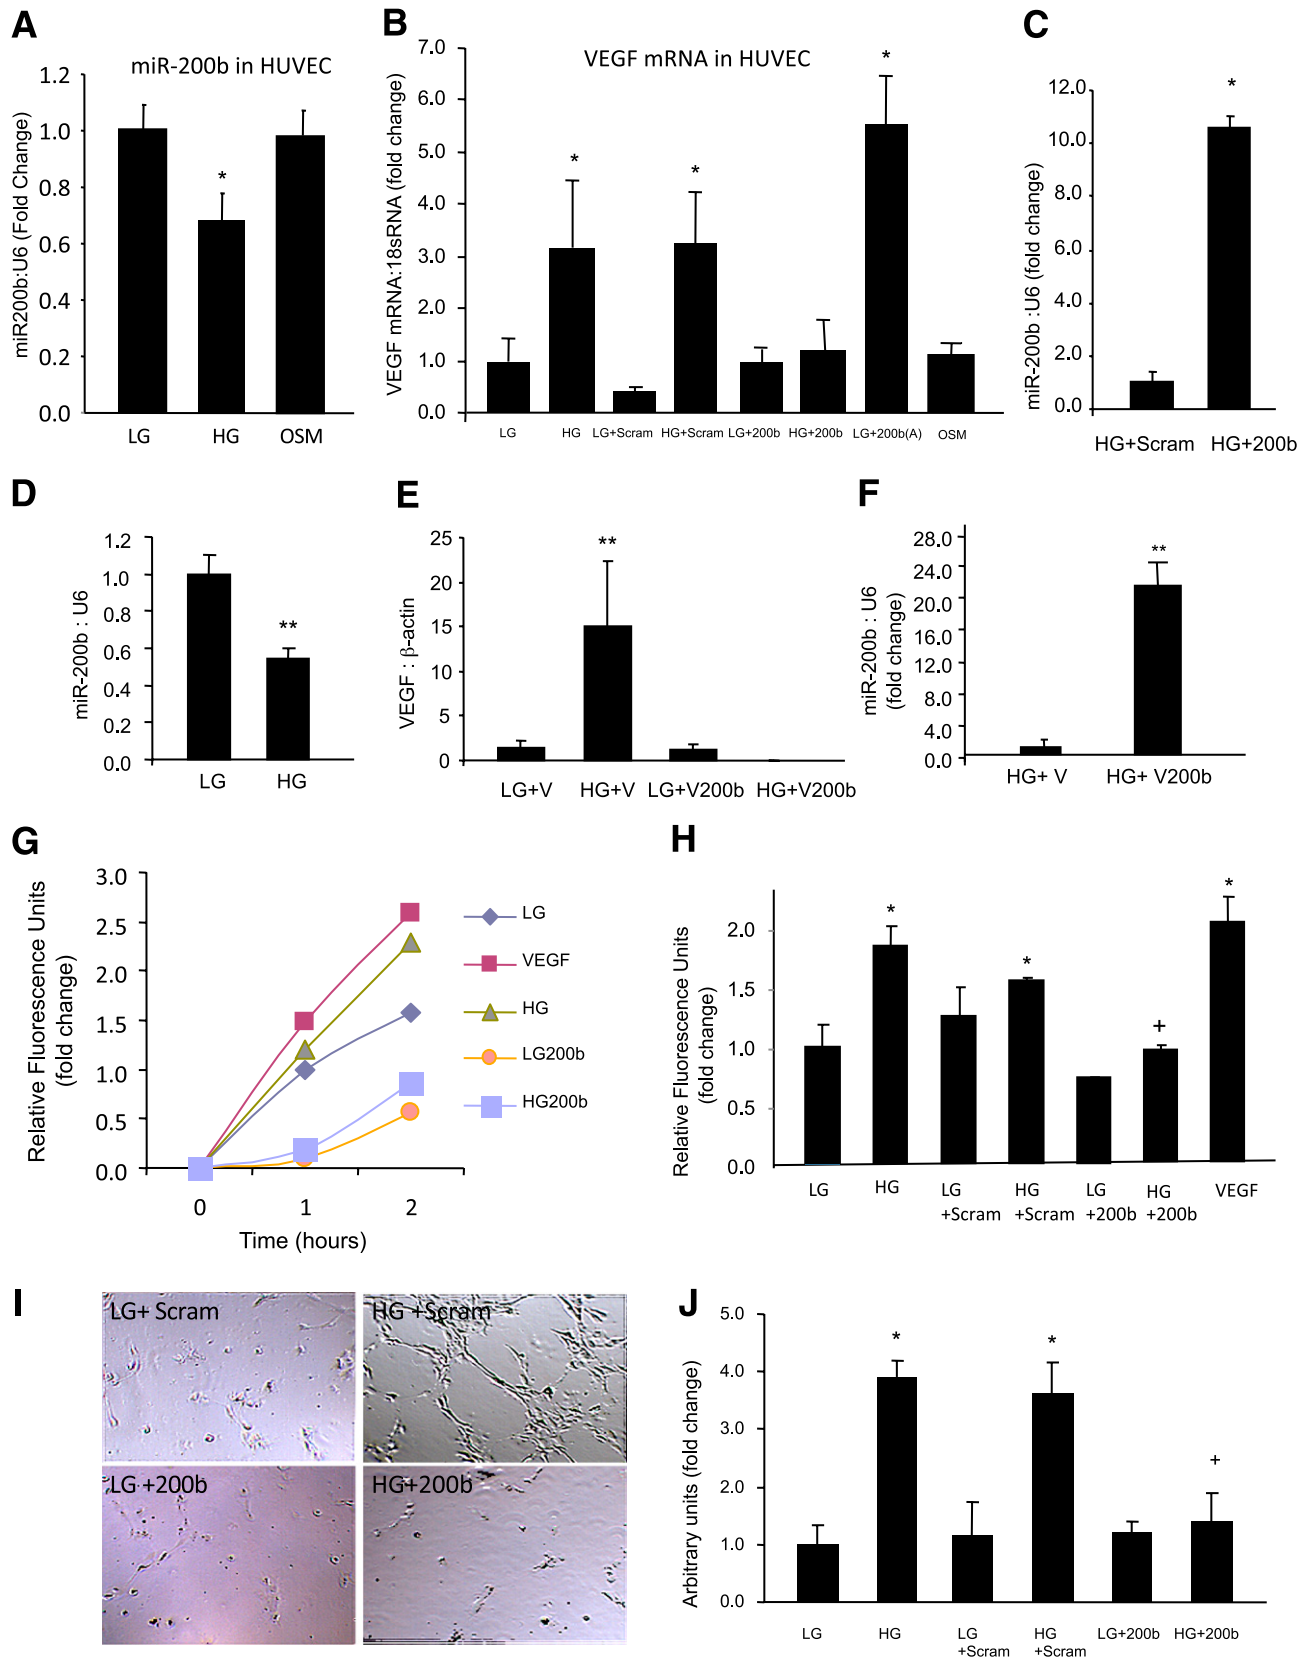 A
miR-200b in HUVEC
miR200b:U6 (Fold Change)
1.2
1.0
0.8
0.6
0.4
0.2
0.0
*
LG HG OSM
B
VEGF mRNA in HUVEC
VEGF mRNA:18sRNA (fold change)
7.0
6.0
5.0
4.0
3.0
2.0
1.0
0.0
* * *
LG HG LG+Scram HG+Scram LG+200b HG+200b LG+200b(A) OSM
C
miR-200b :U6 (fold change)
12.0
10.0
8.0
6.0
4.0
2.0
0.0
*
HG+Scram HG+200b
D
miR-200b : U6
1.2
1.0
0.8
0.6
0.4
0.2
0.0
**
LG HG
E
VEGF : β-actin
25
20
15
10
5
0
**
LG+V HG+V LG+V200b HG+V200b
F
miR-200b : U6
(fold change)
28.0
24.0
20.0
16.0
12.0
8.0
4.0
0.0
**
HG+ V HG+ V200b
G
Relative Fluorescence Units
(fold change)
3.0
2.5
2.0
1.5
1.0
0.5
0.0
0 1 2
Time (hours)
LG
VEGF
HG
LG200b
HG200b
H
Relative Fluorescence Units
(fold change)
2.0
1.5
1.0
0.5
0.0
* * + *
LG HG LG HG LG HG VEGF
+Scram +Scram +200b +200b
I
LG+ Scram
HG +Scram
LG +200b
HG+200b
J
Arbitrary units (fold change)
5.0
4.0
3.0
2.0
1.0
0.0
* * +
LG HG LG HG LG+200b HG+200b
+Scram +Scram